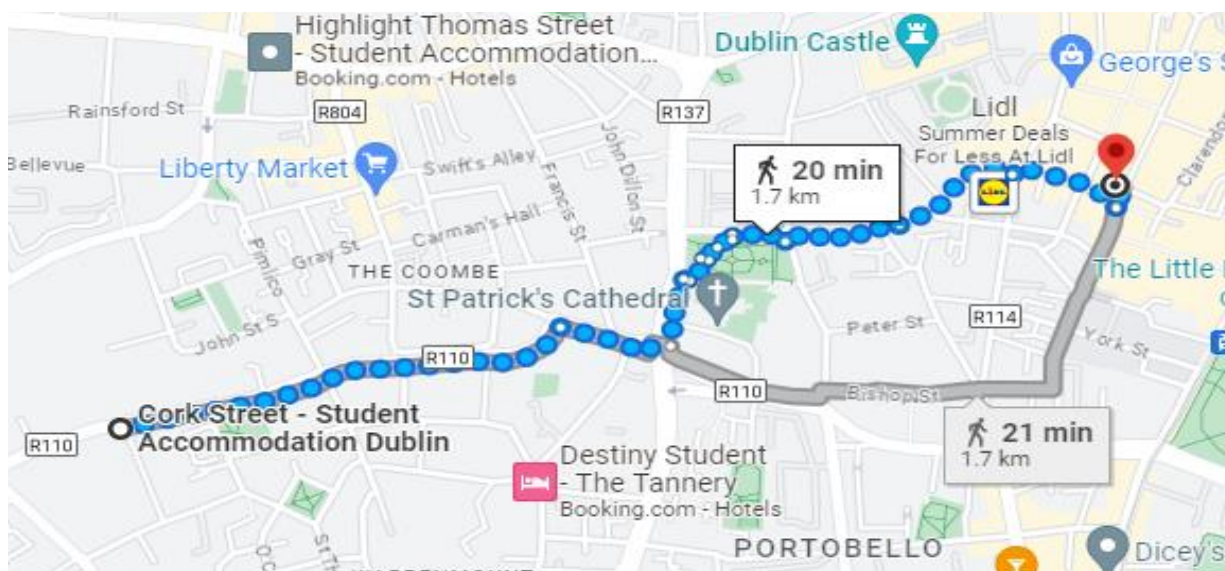 Highlight Thomas Street
- Student Accommodation...
Booking.com - Hotels
Dublin Castle
George's S
Rainsford St
R804
R137
Lidl
Summer Deals
For Less At Lidl
Clarendon
Bellevue
Liberty Market
Swift's Alley
John Dillon St
Francis St
20 min
1.7 km
LIDL
Carman's Hall
Pimlico
Gray St
THE COOMBE
St Patrick's Cathedral
The Little
John St S
Peter St
R114
York St
R110
R110
Bishop St
Cork Street - Student
Accommodation Dublin
R110
21 min
1.7 km
Destiny Student
- The Tannery
Booking.com - Hotels
PORTOBELLO
Dicey's